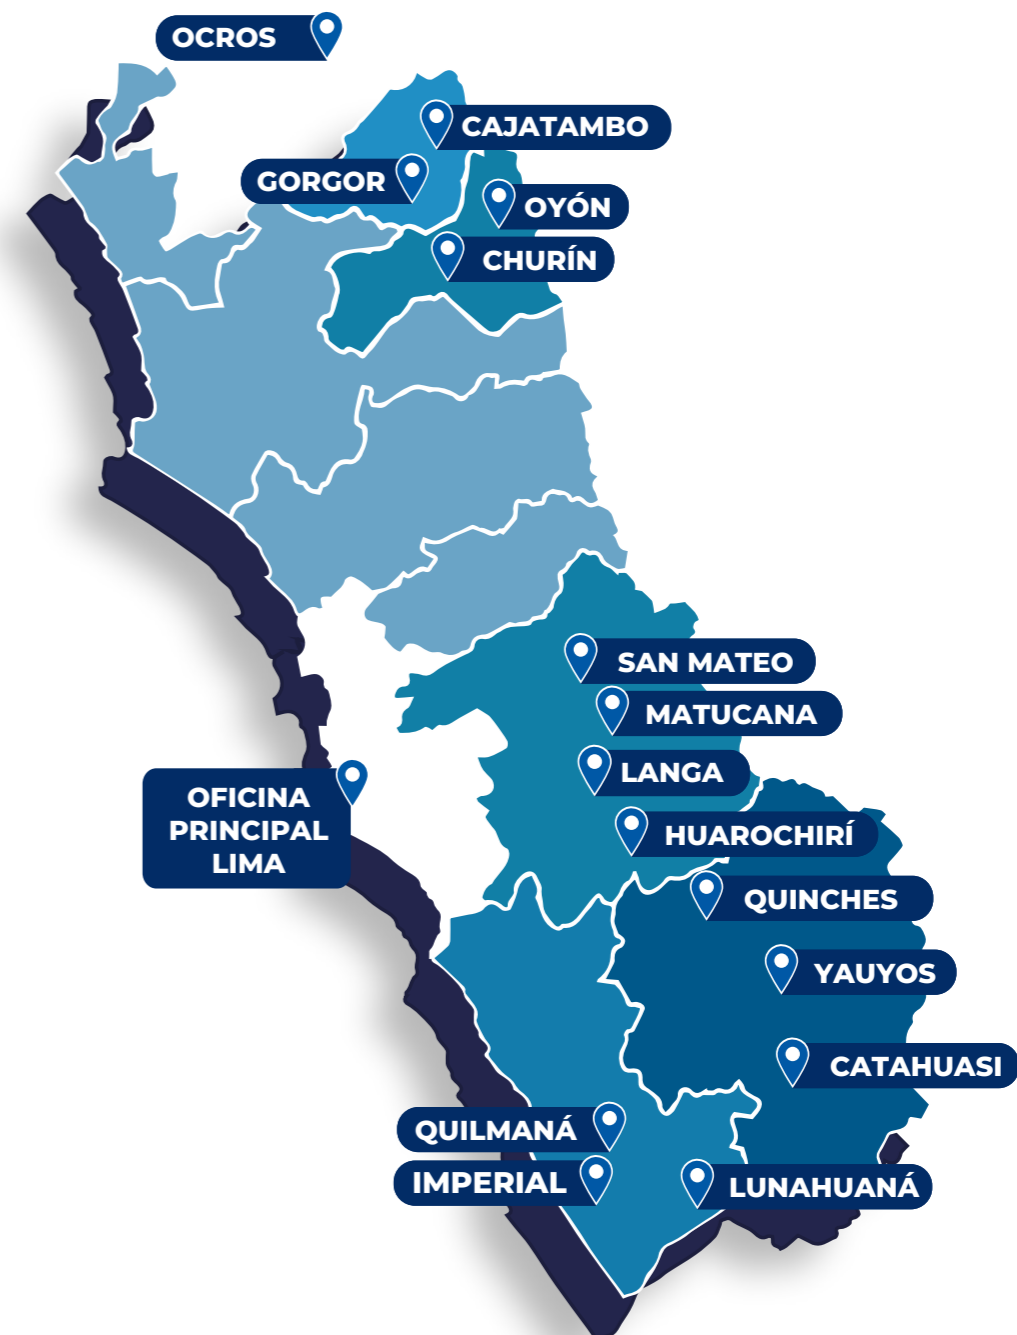 OCROS
CAJATAMBO
GORGOR
OYÓN
CHURÍN
SAN MATEO
MATUCANA
LANGA
OFICINA
PRINCIPAL
LIMA
HUAROCHIRÍ
QUINCHES
YAUYOS
CATAHUASI
QUILMANÁ
IMPERIAL
LUNAHUANÁ